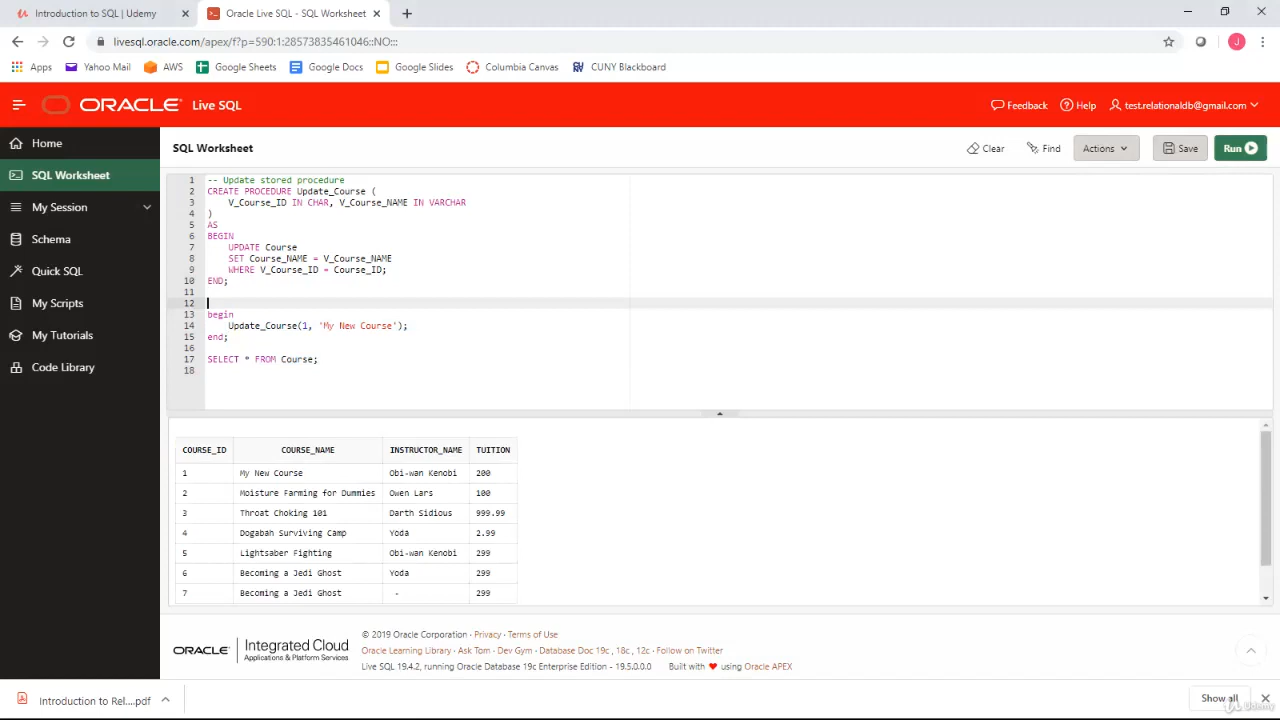 Introduction to SQL | Udemy
Oracle Live SQL - SQL Worksheet
livesql.oracle.com/apex/f?p=590:1:28573835461046::NO:::
J
Apps
Yahoo Mail
AWS
Google Sheets
Google Docs
Google Slides
Columbia Canvas
CUNY Blackboard
ORACLE Live SQL
Feedback
Help
test.relationaldb@gmail.com
Home
SQL Worksheet
My Session
Schema
Quick SQL
My Scripts
My Tutorials
Code Library
SQL Worksheet
Clear
Find
Actions
Save
Run
1 -- Update stored procedure
2 CREATE PROCEDURE Update_Course (
3 V_Course_ID IN CHAR, V_Course_NAME IN VARCHAR
4 )
5 AS
6 BEGIN
7 UPDATE Course
8 SET Course_NAME = V_Course_NAME
9 WHERE V_Course_ID = Course_ID;
10 END;
11
12
13 begin
14 Update_Course(1, 'My New Course');
15 end;
16
17 SELECT * FROM Course;
18
COURSE_ID COURSE_NAME INSTRUCTOR_NAME TUITION
1 My New Course Obi-wan Kenobi 200
2 Moisture Farming for Dummies Owen Lars 100
3 Throat Choking 101 Darth Sidious 999.99
4 Dogabah Surviving Camp Yoda 2.99
5 Lightsaber Fighting Obi-wan Kenobi 299
6 Becoming a Jedi Ghost Yoda 299
7 Becoming a Jedi Ghost - 299
ORACLE
Integrated Cloud
Applications & Platform Services
© 2019 Oracle Corporation · Privacy · Terms of Use
Oracle Learning Library · Ask Tom · Dev Gym · Database Doc 19c, 18c, 12c · Follow on Twitter
Live SQL 19.4.2, running Oracle Database 19c Enterprise Edition - 19.5.0.0.0 Built with ♥ using Oracle APEX
Introduction to Rel....pdf
Show all
Udemy